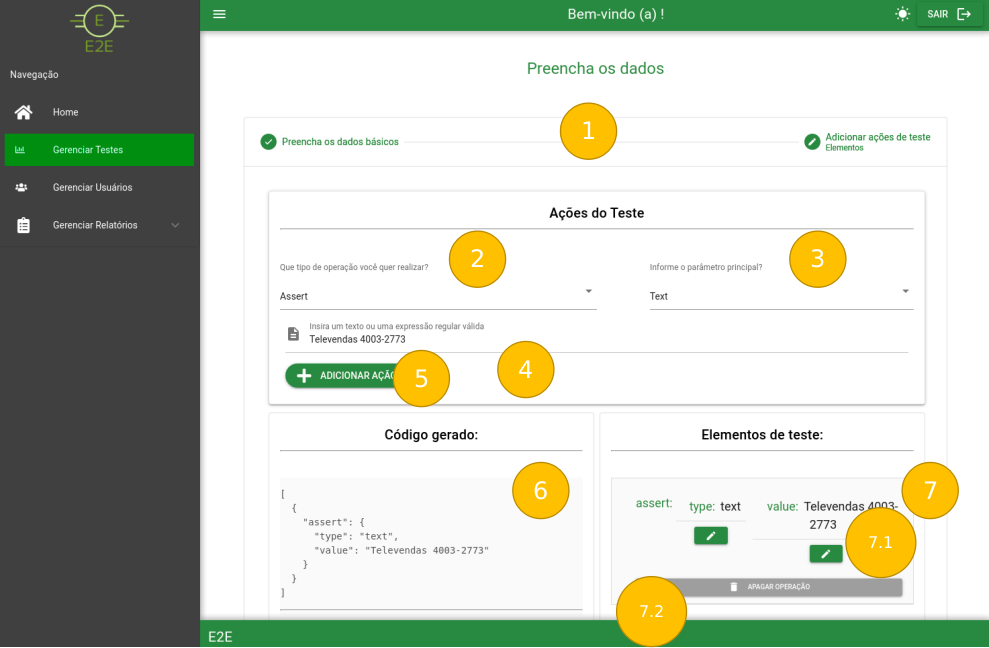 E
E2E
Bem-vindo (a) !
SAIR
Navegação
Home
Gerenciar Testes
Gerenciar Usuários
Gerenciar Relatórios
Preencha os dados
1
Preencha os dados básicos
Adicionar ações de teste
Elementos
Ações do Teste
2
3
Que tipo de operação você quer realizar?
Informe o parâmetro principal?
Assert
Text
Insira um texto ou uma expressão regular válida
Televendas 4003-2773
4
5
ADICIONAR AÇÃ
Código gerado:
Elementos de teste:
6
7
[
{
"assert": {
"type": "text",
"value": "Televendas 4003-2773"
}
}
]
assert:
type: text
value: Televendas 4003-
2773
7.1
APAGAR OPERAÇÃO
7.2
E2E